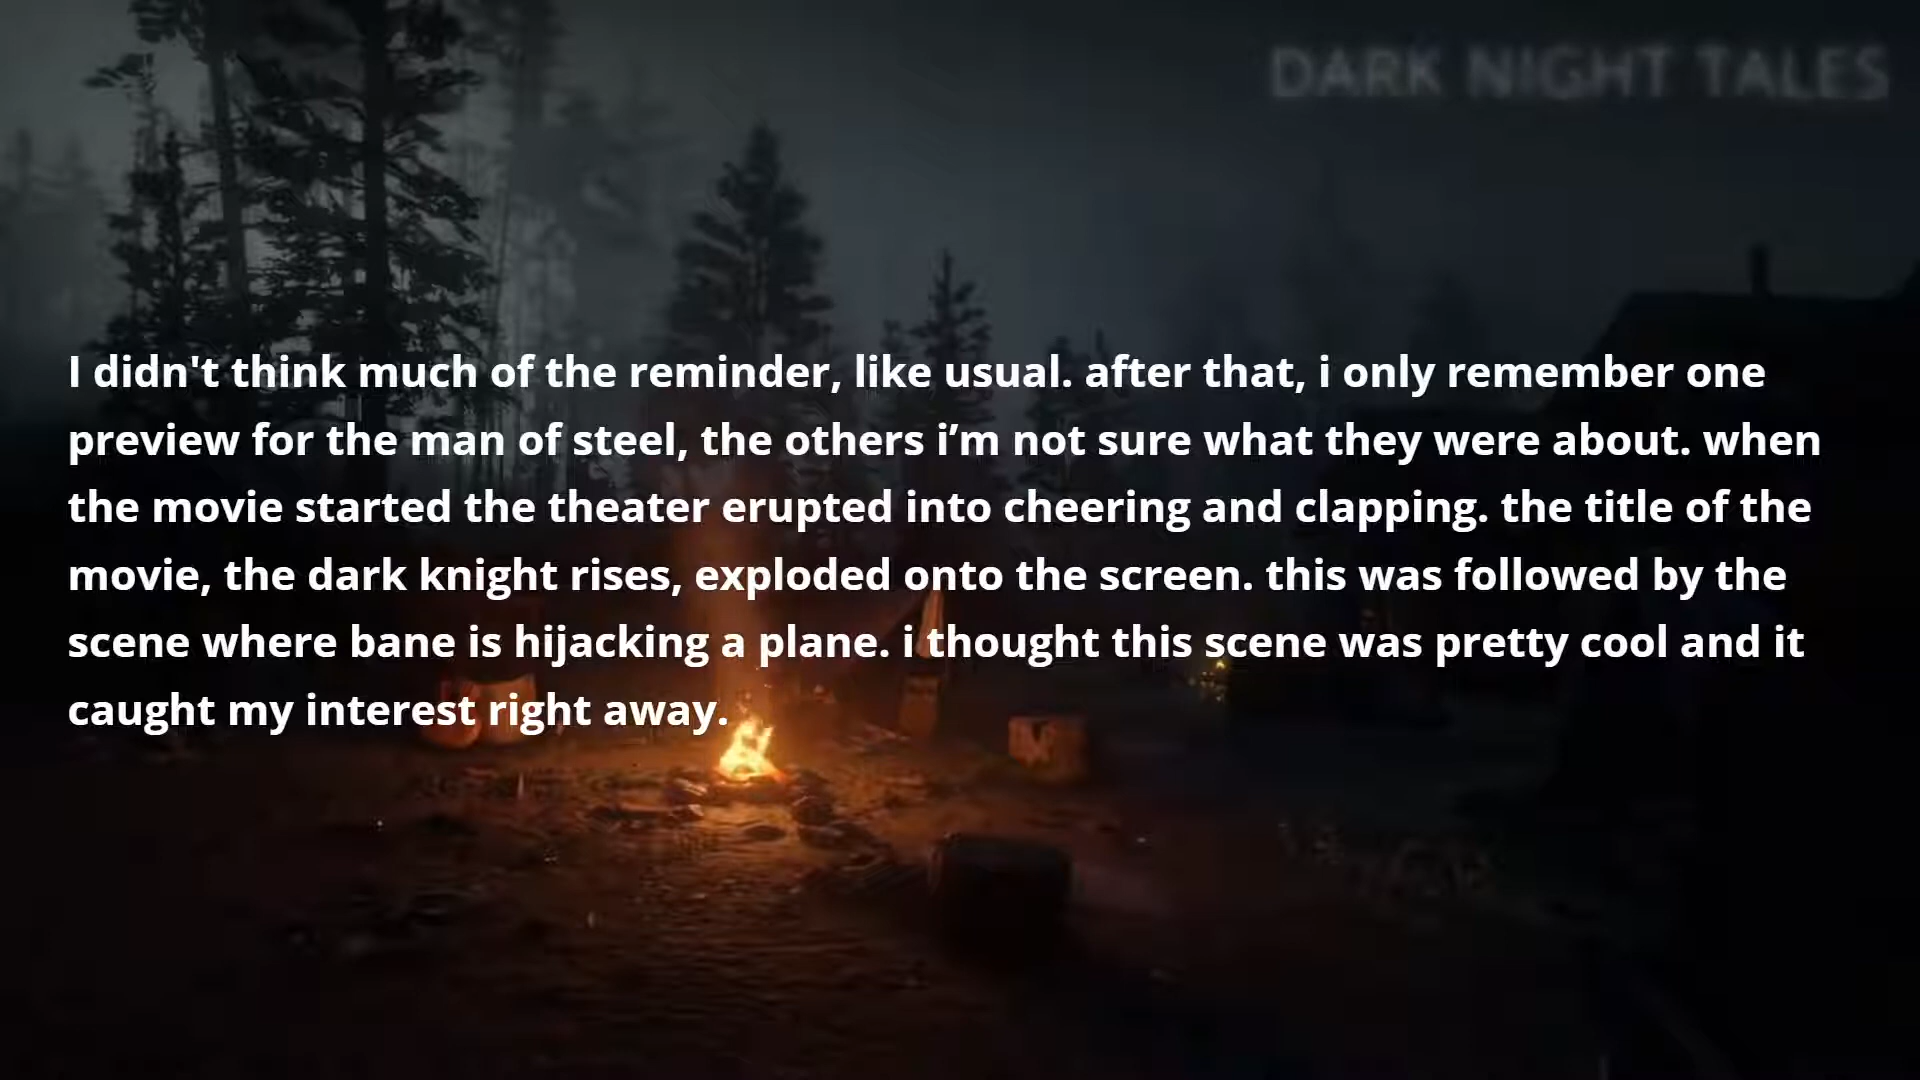 DARK NIGHT TALES
I didn't think much of the reminder, like usual. after that, i only remember one
preview for the man of steel, the others i’m not sure what they were about. when
the movie started the theater erupted into cheering and clapping. the title of the
movie, the dark knight rises, exploded onto the screen. this was followed by the
scene where bane is hijacking a plane. i thought this scene was pretty cool and it
caught my interest right away.